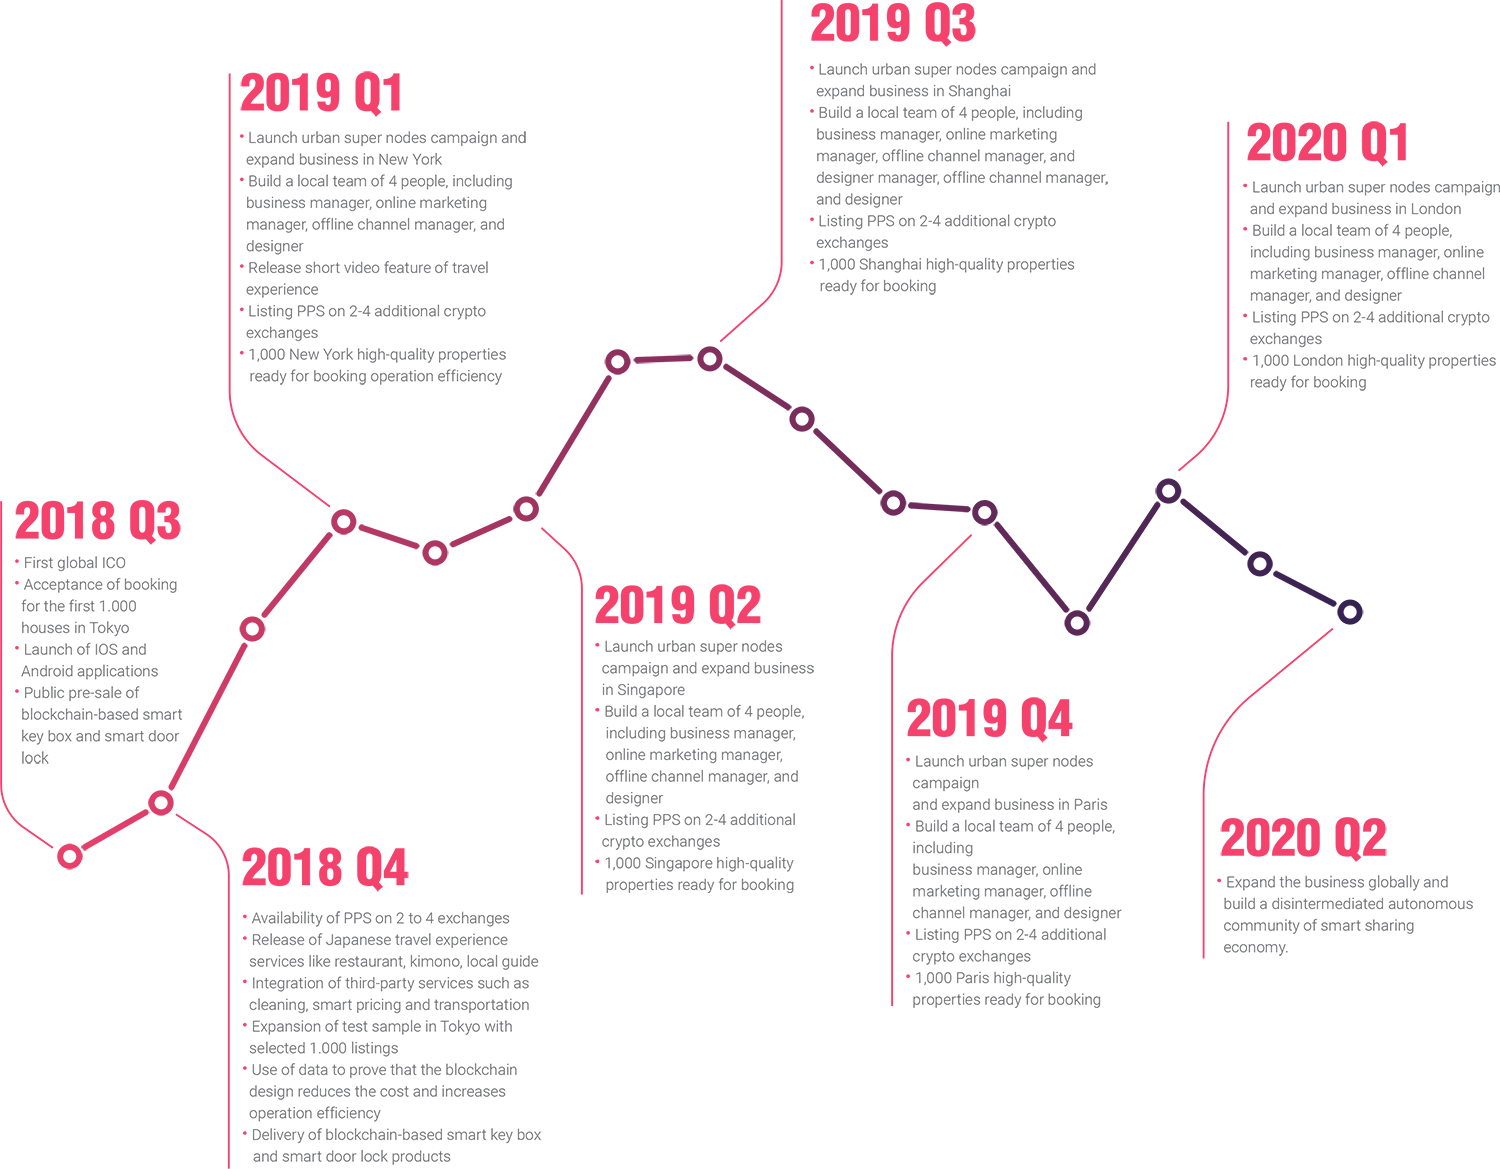 2018 Q3
• First global ICO
• Acceptance of booking
for the first 1.000
houses in Tokyo
• Launch of IOS and
Android applications
• Public pre-sale of
blockchain-based smart
key box and smart door
lock
2018 Q4
• Availability of PPS on 2 to 4 exchanges
• Release of Japanese travel experience
services like restaurant, kimono, local guide
• Integration of third-party services such as
cleaning, smart pricing and transportation
• Expansion of test sample in Tokyo with
selected 1.000 listings
• Use of data to prove that the blockchain
design reduces the cost and increases
operation efficiency
• Delivery of blockchain-based smart key box
and smart door lock products
2019 Q1
• Launch urban super nodes campaign and
expand business in New York
• Build a local team of 4 people, including
business manager, online marketing
manager, offline channel manager, and
designer
• Release short video feature of travel
experience
• Listing PPS on 2-4 additional crypto
exchanges
• 1,000 New York high-quality properties
ready for booking operation efficiency
2019 Q2
• Launch urban super nodes
campaign and expand business
in Singapore
• Build a local team of 4 people,
including business manager,
online marketing manager,
offline channel manager, and
designer
• Listing PPS on 2-4 additional
crypto exchanges
• 1,000 Singapore high-quality
properties ready for booking
2019 Q3
• Launch urban super nodes campaign and
expand business in Shanghai
• Build a local team of 4 people, including
business manager, online marketing
manager, offline channel manager, and
designer manager, offline channel manager,
and designer
• Listing PPS on 2-4 additional crypto
exchanges
• 1,000 Shanghai high-quality properties
ready for booking
2019 Q4
• Launch urban super nodes
campaign
and expand business in Paris
• Build a local team of 4 people,
including
business manager, online
marketing manager, offline
channel manager, and designer
• Listing PPS on 2-4 additional
crypto exchanges
• 1,000 Paris high-quality
properties ready for booking
2020 Q1
• Launch urban super nodes campaign
and expand business in London
• Build a local team of 4 people,
including business manager, online
marketing manager, offline channel
manager, and designer
• Listing PPS on 2-4 additional crypto
exchanges
• 1,000 London high-quality properties
ready for booking
2020 Q2
• Expand the business globally and
build a disintermediated autonomous
community of smart sharing
economy.